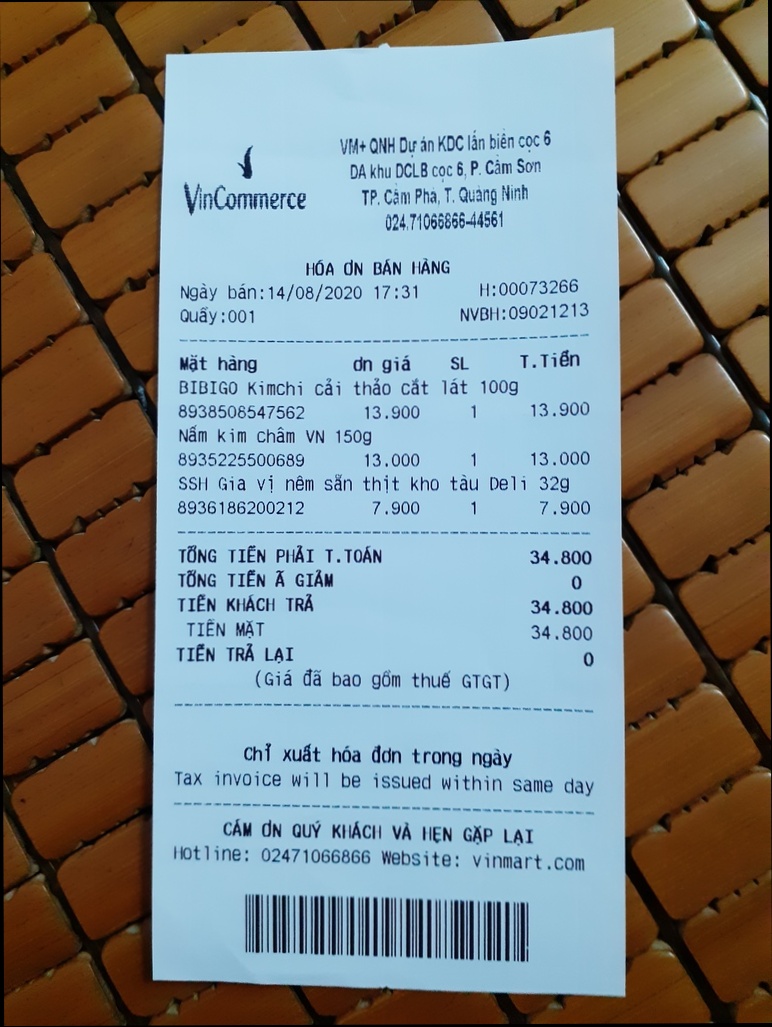 VinCommerce
VM+ QNH Dự án KDC lấn biên cọc 6
DA khu DCLB cọc 6, P. Cẩm Sơn
TP. Cẩm Phả, T. Quảng Ninh
024.71066866-44561
HÓA ƠN BÁN HÀNG
Ngày bán:14/08/2020 17:31 H:00073266
Quầy:001 NVBH:09021213
Mặt hàng ơn giá SL T.Tiền
BIBIGO Kimchi cải thảo cắt lát 100g
8938508547562 13.900 1 13.900
Nấm kim châm VN 150g
8935225500689 13.000 1 13.000
SSH Gia vị nêm sẵn thịt kho tàu Deli 32g
8936186200212 7.900 1 7.900
TỔNG TIỀN PHẢI T.TOÁN 34.800
TỔNG TIỀN Ã GIẢM 0
TIỀN KHÁCH TRẢ 34.800
TIỀN MẶT 34.800
TIỀN TRẢ LẠI 0
(Giá đã bao gồm thuế GTGT)
Chỉ xuất hóa đơn trong ngày
Tax invoice will be issued within same day
CẢM ƠN QUÝ KHÁCH VÀ HẸN GẶP LẠI
Hotline: 02471066866 Website: vinmart.com